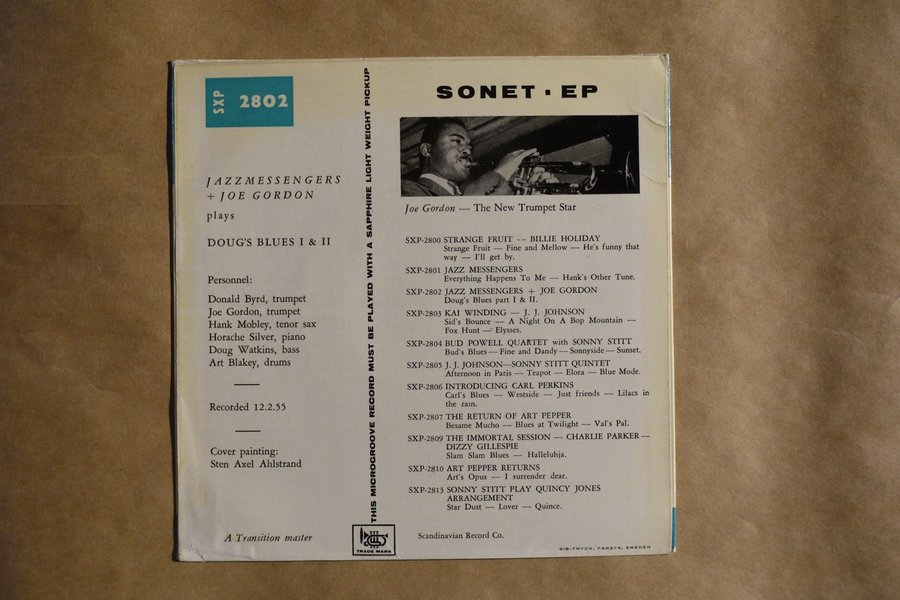 SXP 2802
JAZZMESSENGERS
+ JOE GORDON
plays
DOUG'S BLUES I & II
Personnel:
Donald Byrd, trumpet
Joe Gordon, trumpet
Hank Mobley, tenor sax
Horache Silver, piano
Doug Watkins, bass
Art Blakey, drums
Recorded 12.2.55
Cover painting:
Sten Axel Ahlstrand
A Transition master
THIS MICROGROOVE RECORD MUST BE PLAYED WITH A SAPPHIRE LIGHT WEIGHT PICKUP
TRADE MARK
SONET · EP
Joe Gordon — The New Trumpet Star
SXP-2800 STRANGE FRUIT -- BILLIE HOLIDAY
Strange Fruit — Fine and Mellow — He's funny that
way — I'll get by.
SXP-2801 JAZZ MESSENGERS
Everything Happens To Me — Hank's Other Tune.
SXP-2802 JAZZ MESSENGERS + JOE GORDON
Doug's Blues part I & II.
SXP-2803 KAI WINDING — J. J. JOHNSON
Sid's Bounce — A Night On A Bop Mountain —
Fox Hunt — Elysses.
SXP-2804 BUD POWELL QUARTET with SONNY STITT
Bud's Blues — Fine and Dandy — Sonnyside — Sunset.
SXP-2805 J. J. JOHNSON—SONNY STITT QUINTET
Afternoon in Paris — Teapot — Elora — Blue Mode.
SXP-2806 INTRODUCING CARL PERKINS
Carl's Blues — Westside — Just friends — Lilacs in
the rain.
SXP-2807 THE RETURN OF ART PEPPER
Besame Mucho — Blues at Twilight — Val's Pal.
SXP-2809 THE IMMORTAL SESSION — CHARLIE PARKER—
DIZZY GILLESPIE
Slam Slam Blues — Halleluhja.
SXP-2810 ART PEPPER RETURNS
Art's Opus — I surrender dear.
SXP-2813 SONNY STITT PLAY QUINCY JONES
ARRANGEMENT
Star Dust — Lover — Quince.
Scandinavian Record Co.
SIB-TRYCK, FARSTA, SWEDEN